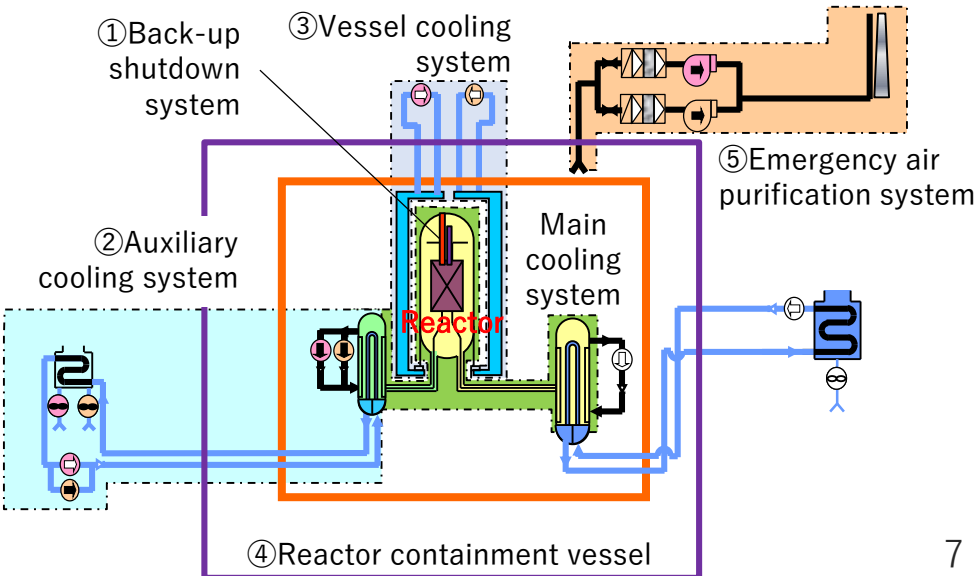 ①Back-up
shutdown
system
③Vessel cooling
system
⑤Emergency air
purification system
②Auxiliary
cooling system
Main
cooling
system
Reactor
④Reactor containment vessel
7